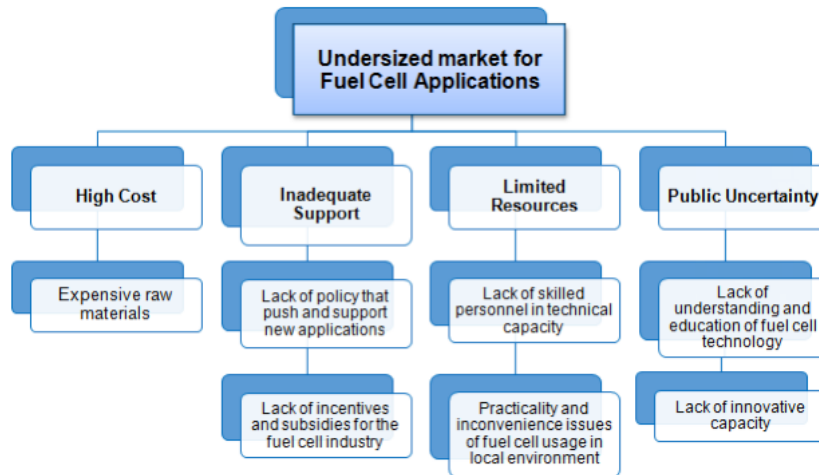 Undersized market for
Fuel Cell Applications
High Cost
Inadequate
Support
Limited
Resources
Public Uncertainty
Expensive raw
materials
Lack of policy that
push and support
new applications
Lack of skilled
personnel in technical
capacity
Lack of
understanding and
education of fuel cell
technology
Lack of incentives
and subsidies for the
fuel cell industry
Practicality and
inconvenience issues
of fuel cell usage in
local environment
Lack of innovative
capacity